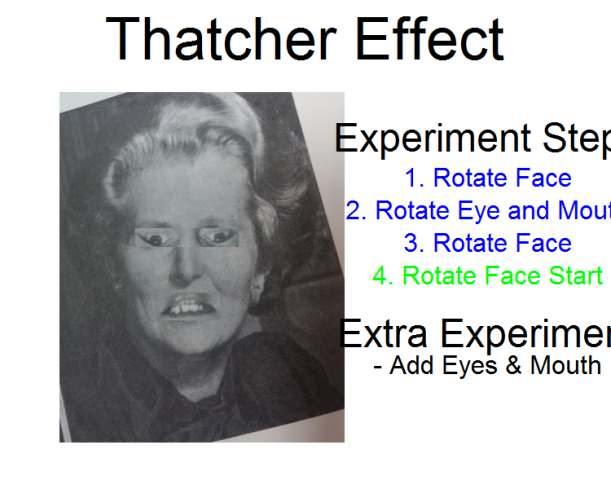 Thatcher Effect
Experiment Step
1. Rotate Face
2. Rotate Eye and Mout
3. Rotate Face
4. Rotate Face Start
Extra Experimen
- Add Eyes & Mouth